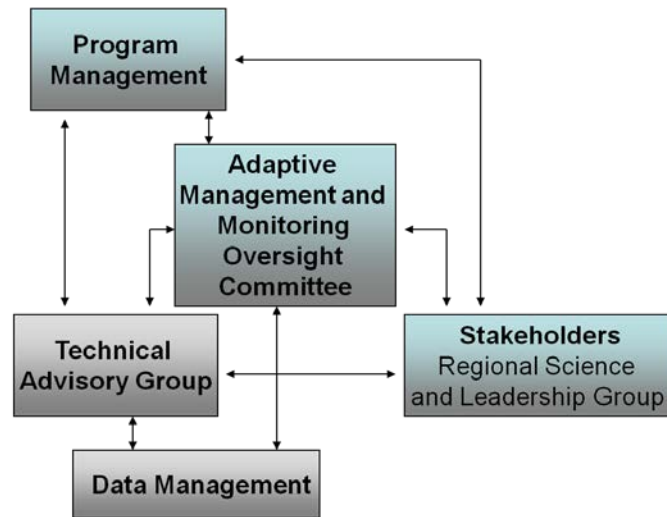 Program
Management
Adaptive
Management and
Monitoring
Oversight
Committee
Technical
Advisory Group
Stakeholders
Regional Science
and Leadership Group
Data Management